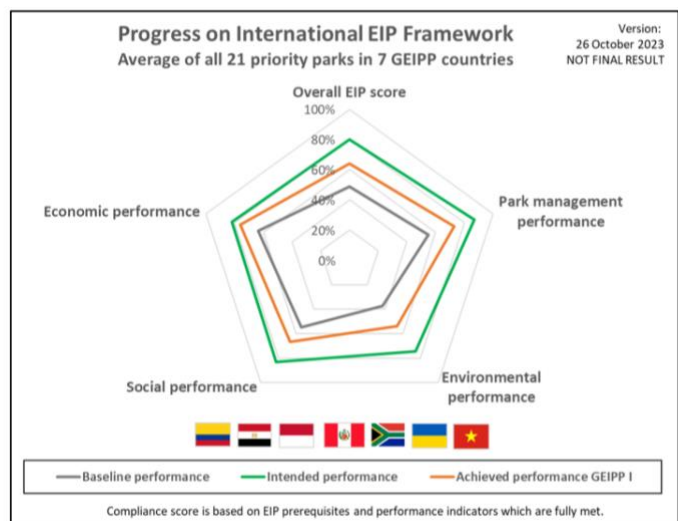 Progress on International EIP Framework
Average of all 21 priority parks in 7 GEIPP countries
Version:
26 October 2023
NOT FINAL RESULT
Overall EIP score
100%
80%
60%
40%
20%
0%
Economic performance
Park management
performance
Social performance
Environmental
performance
Baseline performance
Intended performance
Achieved performance GEIPP I
Compliance score is based on EIP prerequisites and performance indicators which are fully met.